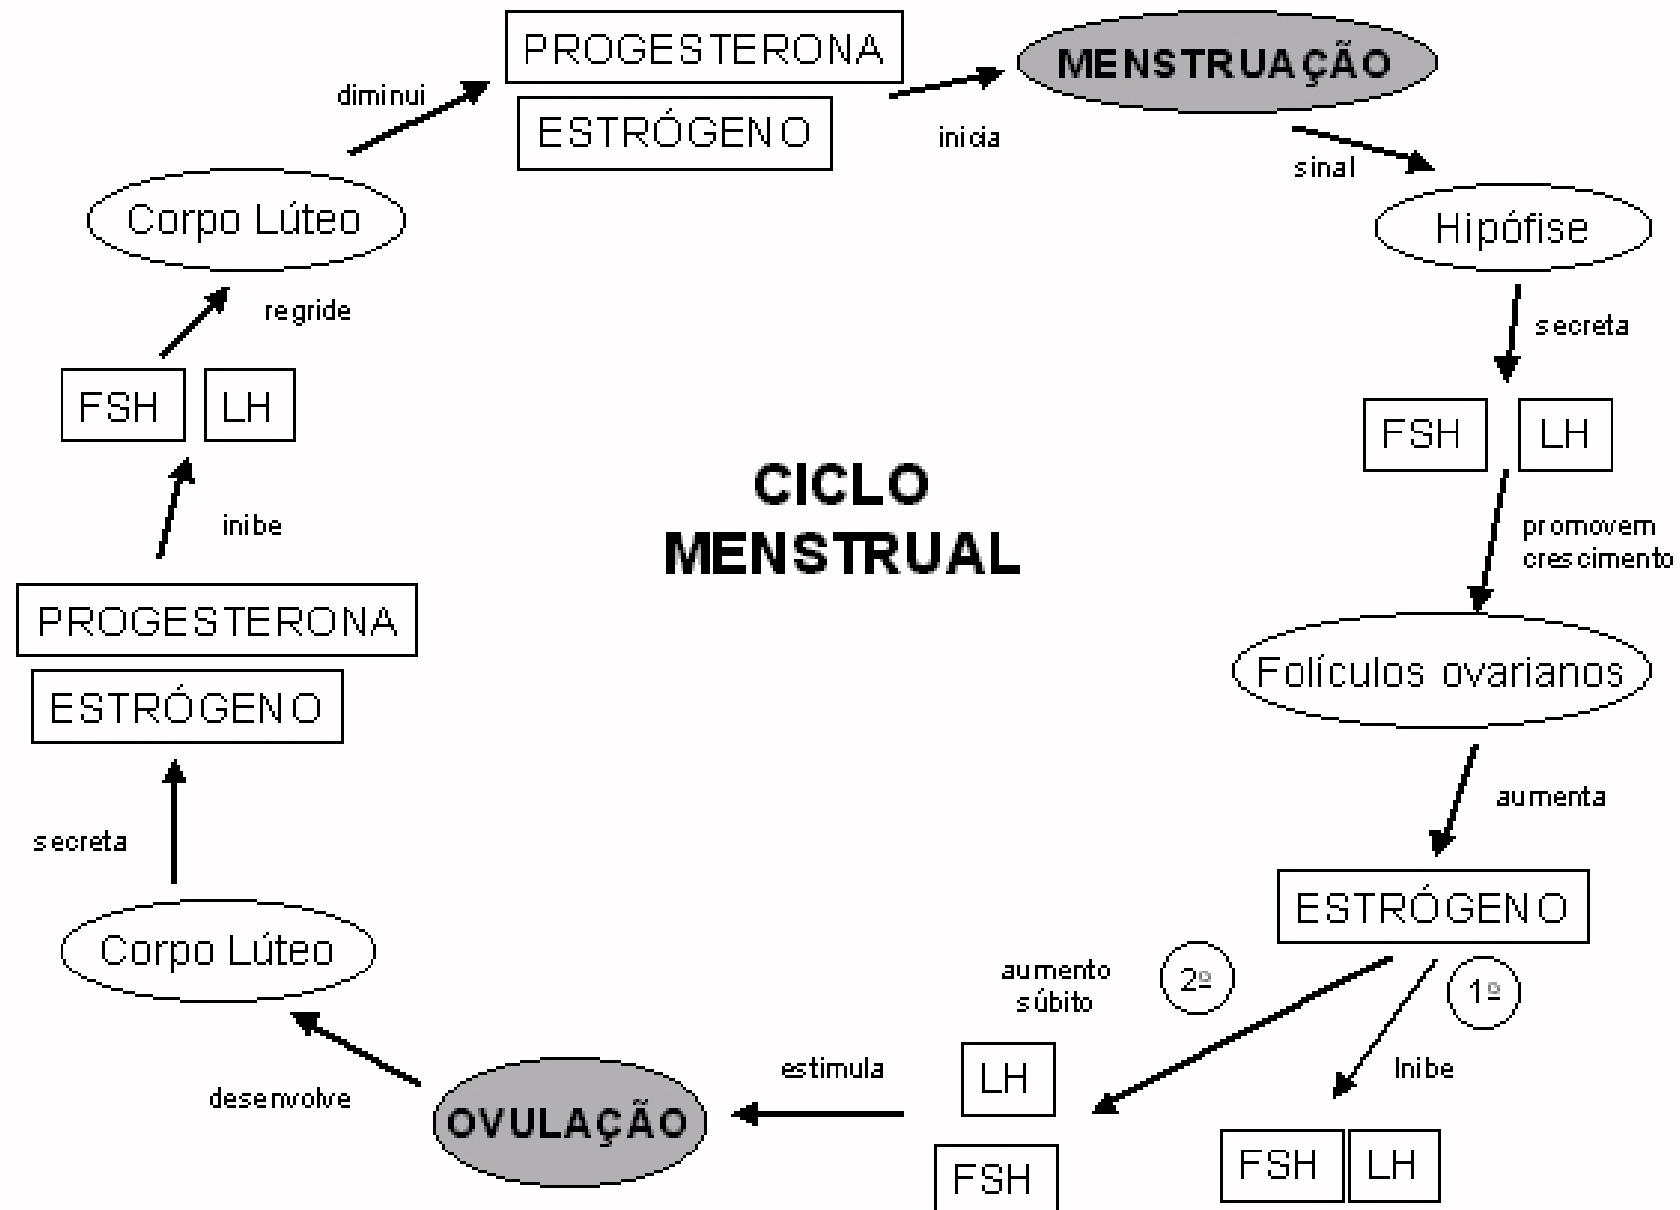 PROGESTERONA
ESTRÓGENO
inicia
MENSTRUAÇÃO
sinal
Hipófise
secreta
FSH
LH
promovem
crescimento
Folículos ovarianos
aumenta
ESTRÓGENO
1º
Inibe
FSH
LH
2º
aumento
súbito
LH
FSH
estimula
OVULAÇÃO
desenvolve
Corpo Lúteo
secreta
PROGESTERONA
ESTRÓGENO
inibe
FSH
LH
regride
Corpo Lúteo
diminui
CICLO
MENSTRUAL